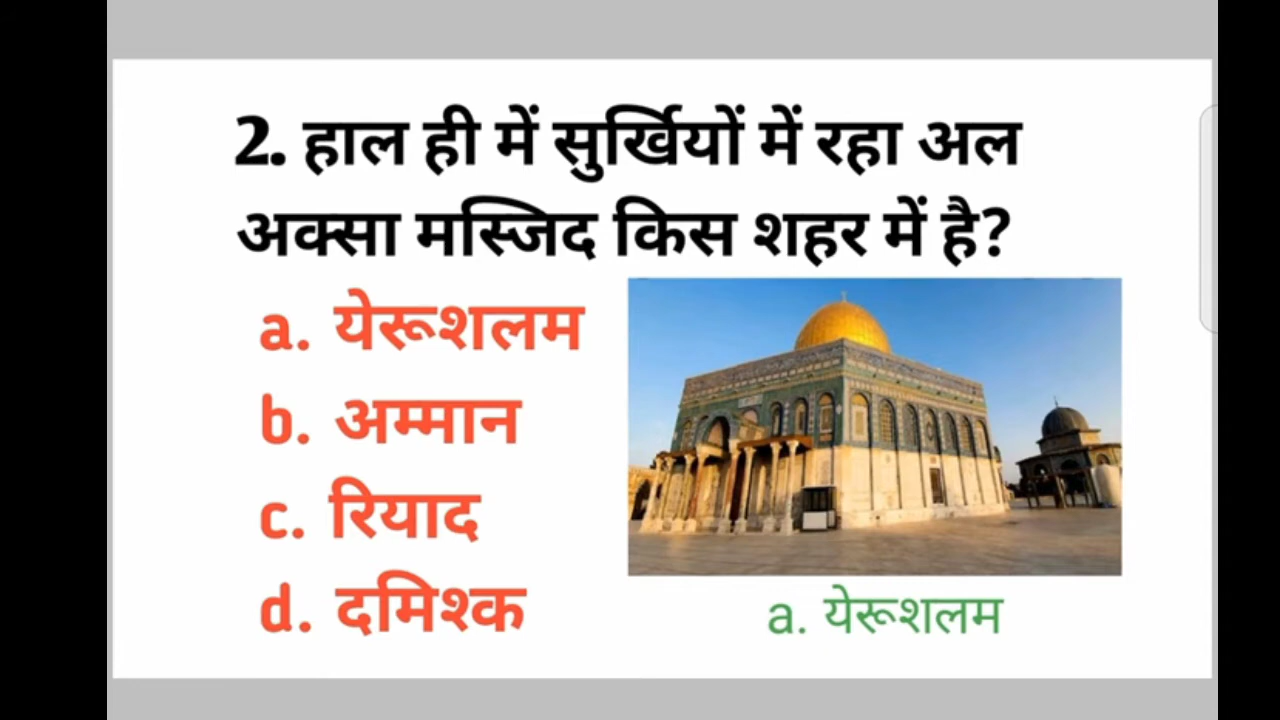 2. हाल ही में सुर्खियों में रहा अल
अक्सा मस्जिद किस शहर में है?
a. येरूशलम
b. अम्मान
c. रियाद
d. दमिश्क
a. येरूशलम